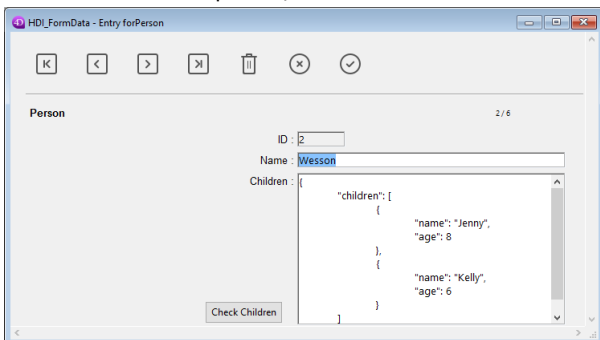 HDI_FormData - Entry forPerson
Person
2 / 6
ID : 2
Name : Wesson
Children : {
"children": [
{
"name": "Jenny",
"age": 8
},
{
"name": "Kelly",
"age": 6
}
]
Check Children